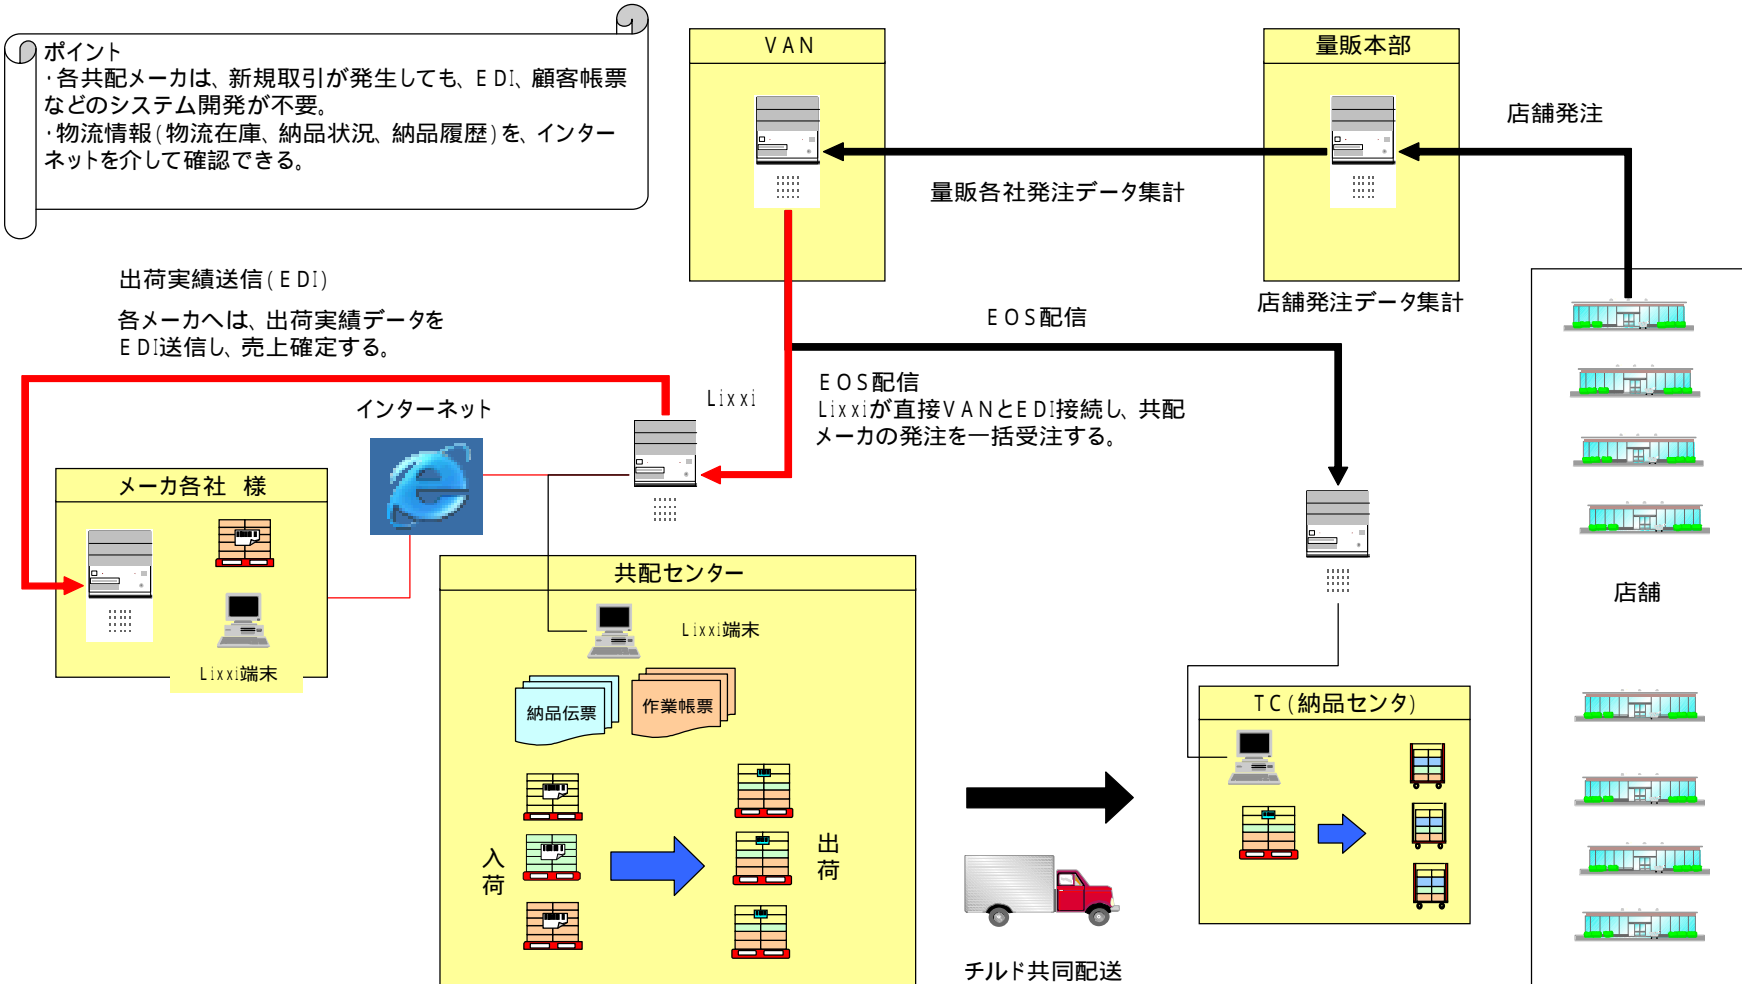 ポイント
・各共配メーカは、新規取引が発生しても、EDI、顧客帳票
などのシステム開発が不要。
・物流情報(物流在庫、納品状況、納品履歴)を、インター
ネットを介して確認できる。
VAN
量販本部
店舗発注
量販各社発注データ集計
店舗発注データ集計
出荷実績送信(EDI)
各メーカへは、出荷実績データを
EDI送信し、売上確定する。
EOS配信
EOS配信
Lixxiが直接VANとEDI接続し、共配
メーカの発注を一括受注する。
Lixxi
インターネット
メーカ各社 様
Lixxi端末
共配センター
Lixxi端末
納品伝票
作業帳票
入荷
出荷
チルド共同配送
TC(納品センタ)
店舗